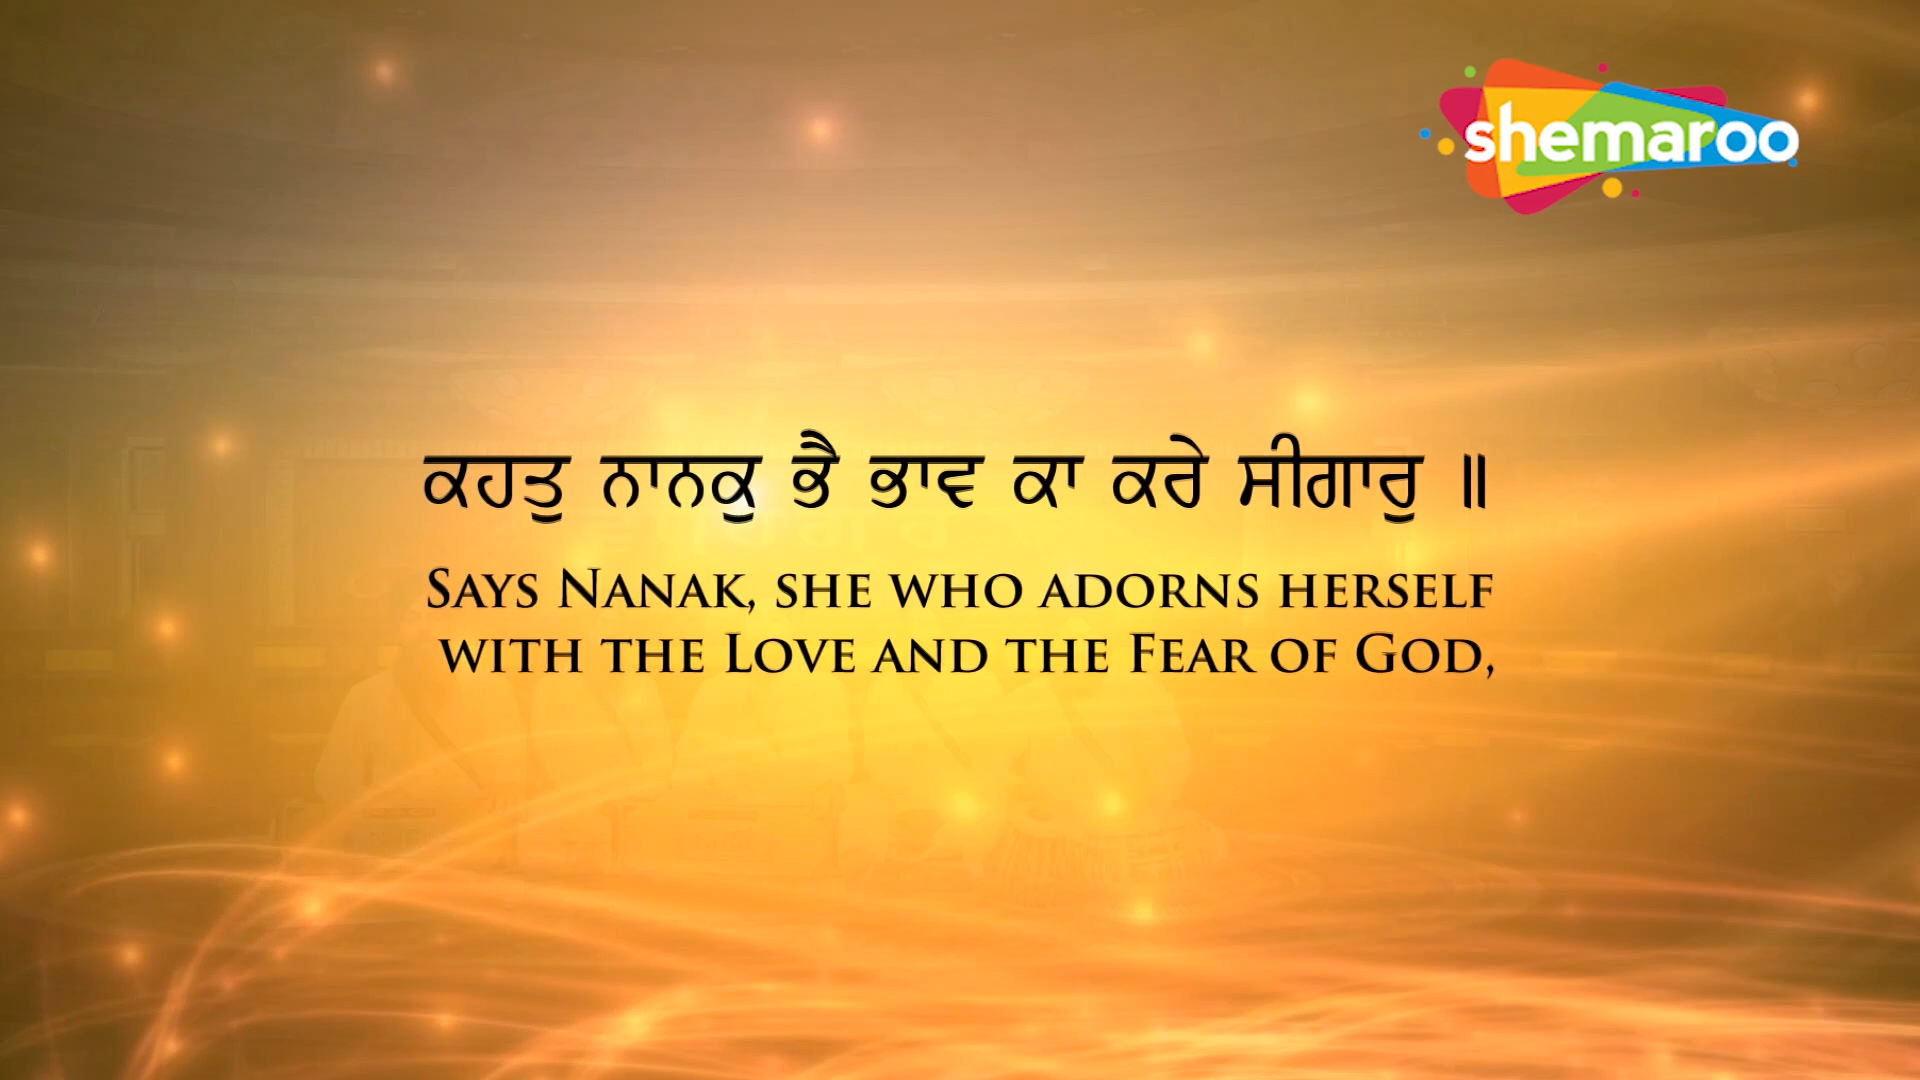 shemaroo
ਕਹਤੁ ਨਾਨਕੁ ਭੈ ਭਾਵ ਕਾ ਕਰੇ ਸੀਗਾਰੁ ॥
Says Nanak, she who adorns herself
with the Love and the Fear of God,